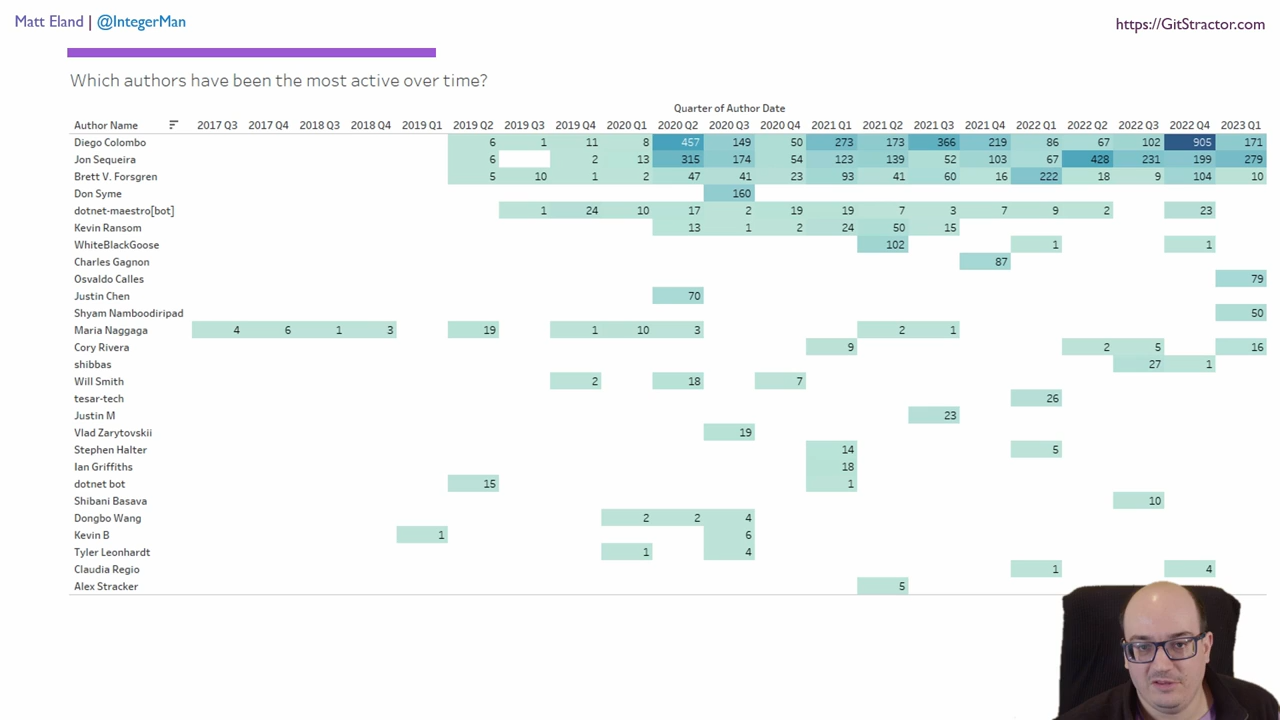 Matt Eland | @IntegerMan
https://GitStractor.com
Which authors have been the most active over time?
Quarter of Author Date
Author Name 2017 Q3 2017 Q4 2018 Q3 2018 Q4 2019 Q1 2019 Q2 2019 Q3 2019 Q4 2020 Q1 2020 Q2 2020 Q3 2020 Q4 2021 Q1 2021 Q2 2021 Q3 2021 Q4 2022 Q1 2022 Q2 2022 Q3 2022 Q4 2023 Q1
Diego Colombo 6 1 11 8 457 149 50 273 173 366 219 86 67 102 905 171
Jon Sequeira 6 2 13 315 174 54 123 139 52 103 67 428 231 199 279
Brett V. Forsgren 5 10 1 2 47 41 23 93 41 60 16 222 18 9 104 10
Don Syme 160
dotnet-maestro[bot] 1 24 10 17 2 19 19 7 3 7 9 2 23
Kevin Ransom 13 1 2 24 50 15
WhiteBlackGoose 102 1 1
Charles Gagnon 87
Osvaldo Calles 79
Justin Chen 70
Shyam Namboodiripad 50
Maria Naggaga 4 6 1 3 19 1 10 3 2 1
Cory Rivera 9 2 5 16
shibbas 27 1
Will Smith 2 18 7
tesar-tech 26
Justin M 23
Vlad Zarytovskii 19
Stephen Halter 14 5
Ian Griffiths 18
dotnet bot 15 1
Shibani Basava 10
Dongbo Wang 2 2 4
Kevin B 1 6
Tyler Leonhardt 1 4
Claudia Regio 1 4
Alex Stracker 5